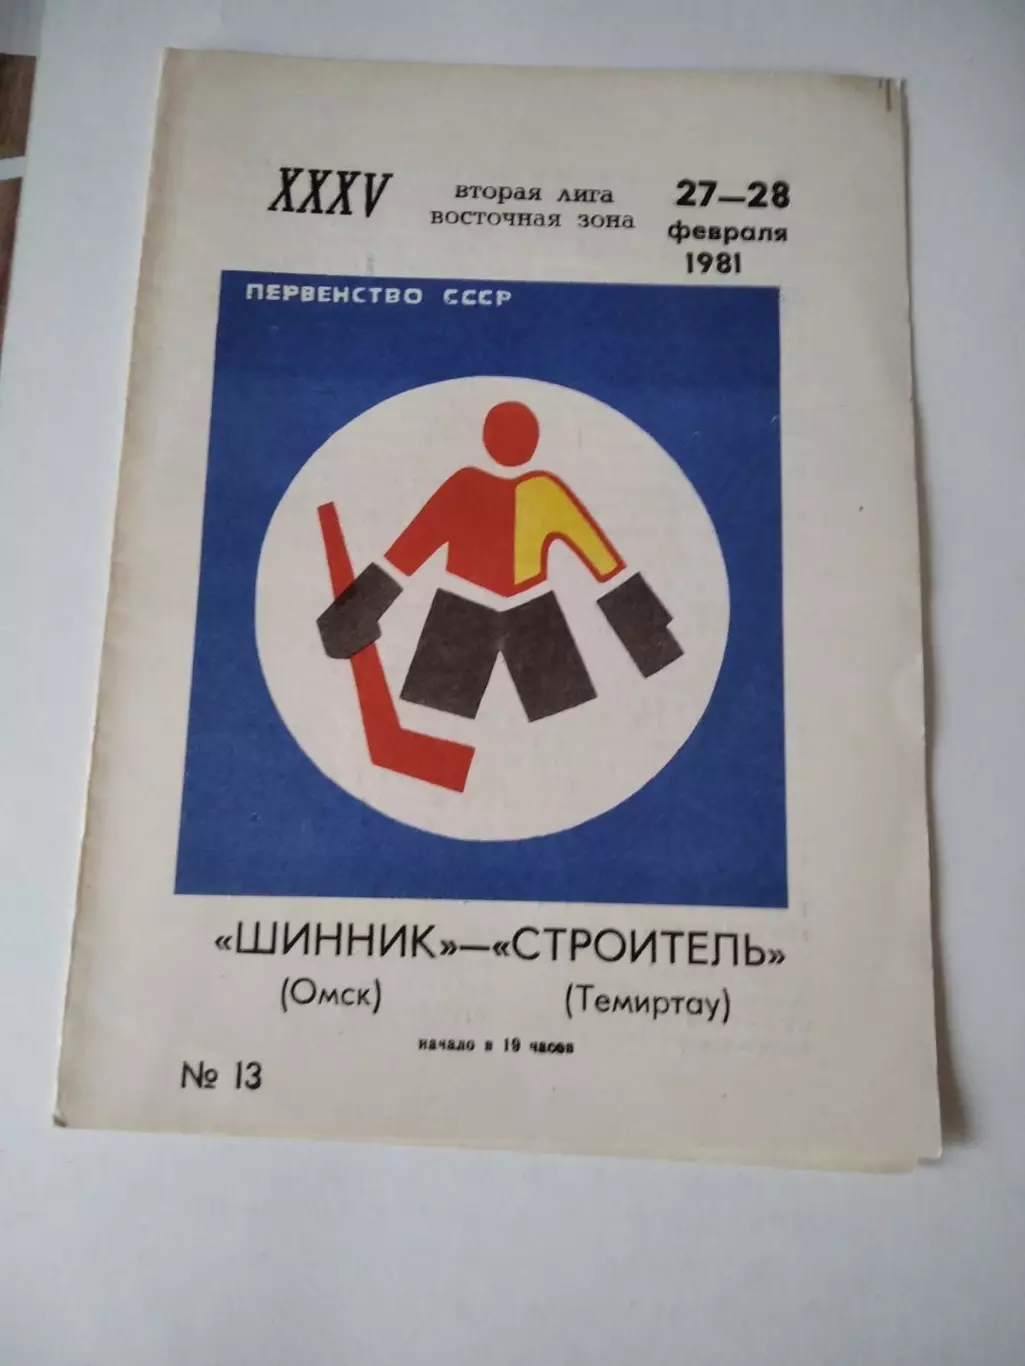 XXXV
вторая лига
восточная зона
27—28
февраля
1981
ПЕРВЕНСТВО СССР
«ШИННИК»—«СТРОИТЕЛЬ»
(Омск) (Темиртау)
начало в 19 часов
№ 13